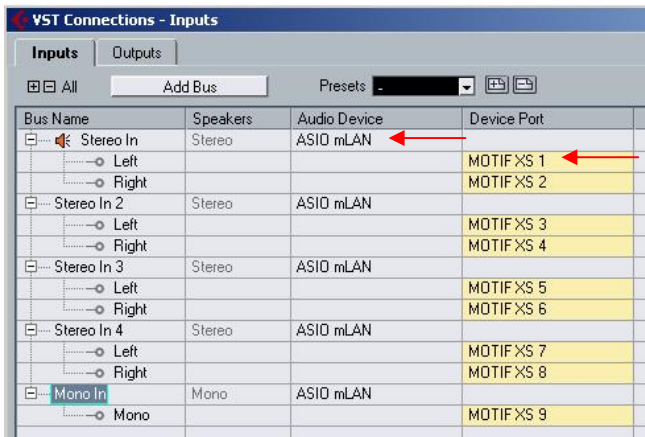 VST Connections - Inputs
Inputs Outputs
All Add Bus Presets -
Bus Name Speakers Audio Device Device Port
Stereo In Stereo ASIO mLAN
Left MOTIF XS 1
Right MOTIF XS 2
Stereo In 2 Stereo ASIO mLAN
Left MOTIF XS 3
Right MOTIF XS 4
Stereo In 3 Stereo ASIO mLAN
Left MOTIF XS 5
Right MOTIF XS 6
Stereo In 4 Stereo ASIO mLAN
Left MOTIF XS 7
Right MOTIF XS 8
Mono In Mono ASIO mLAN
Mono MOTIF XS 9